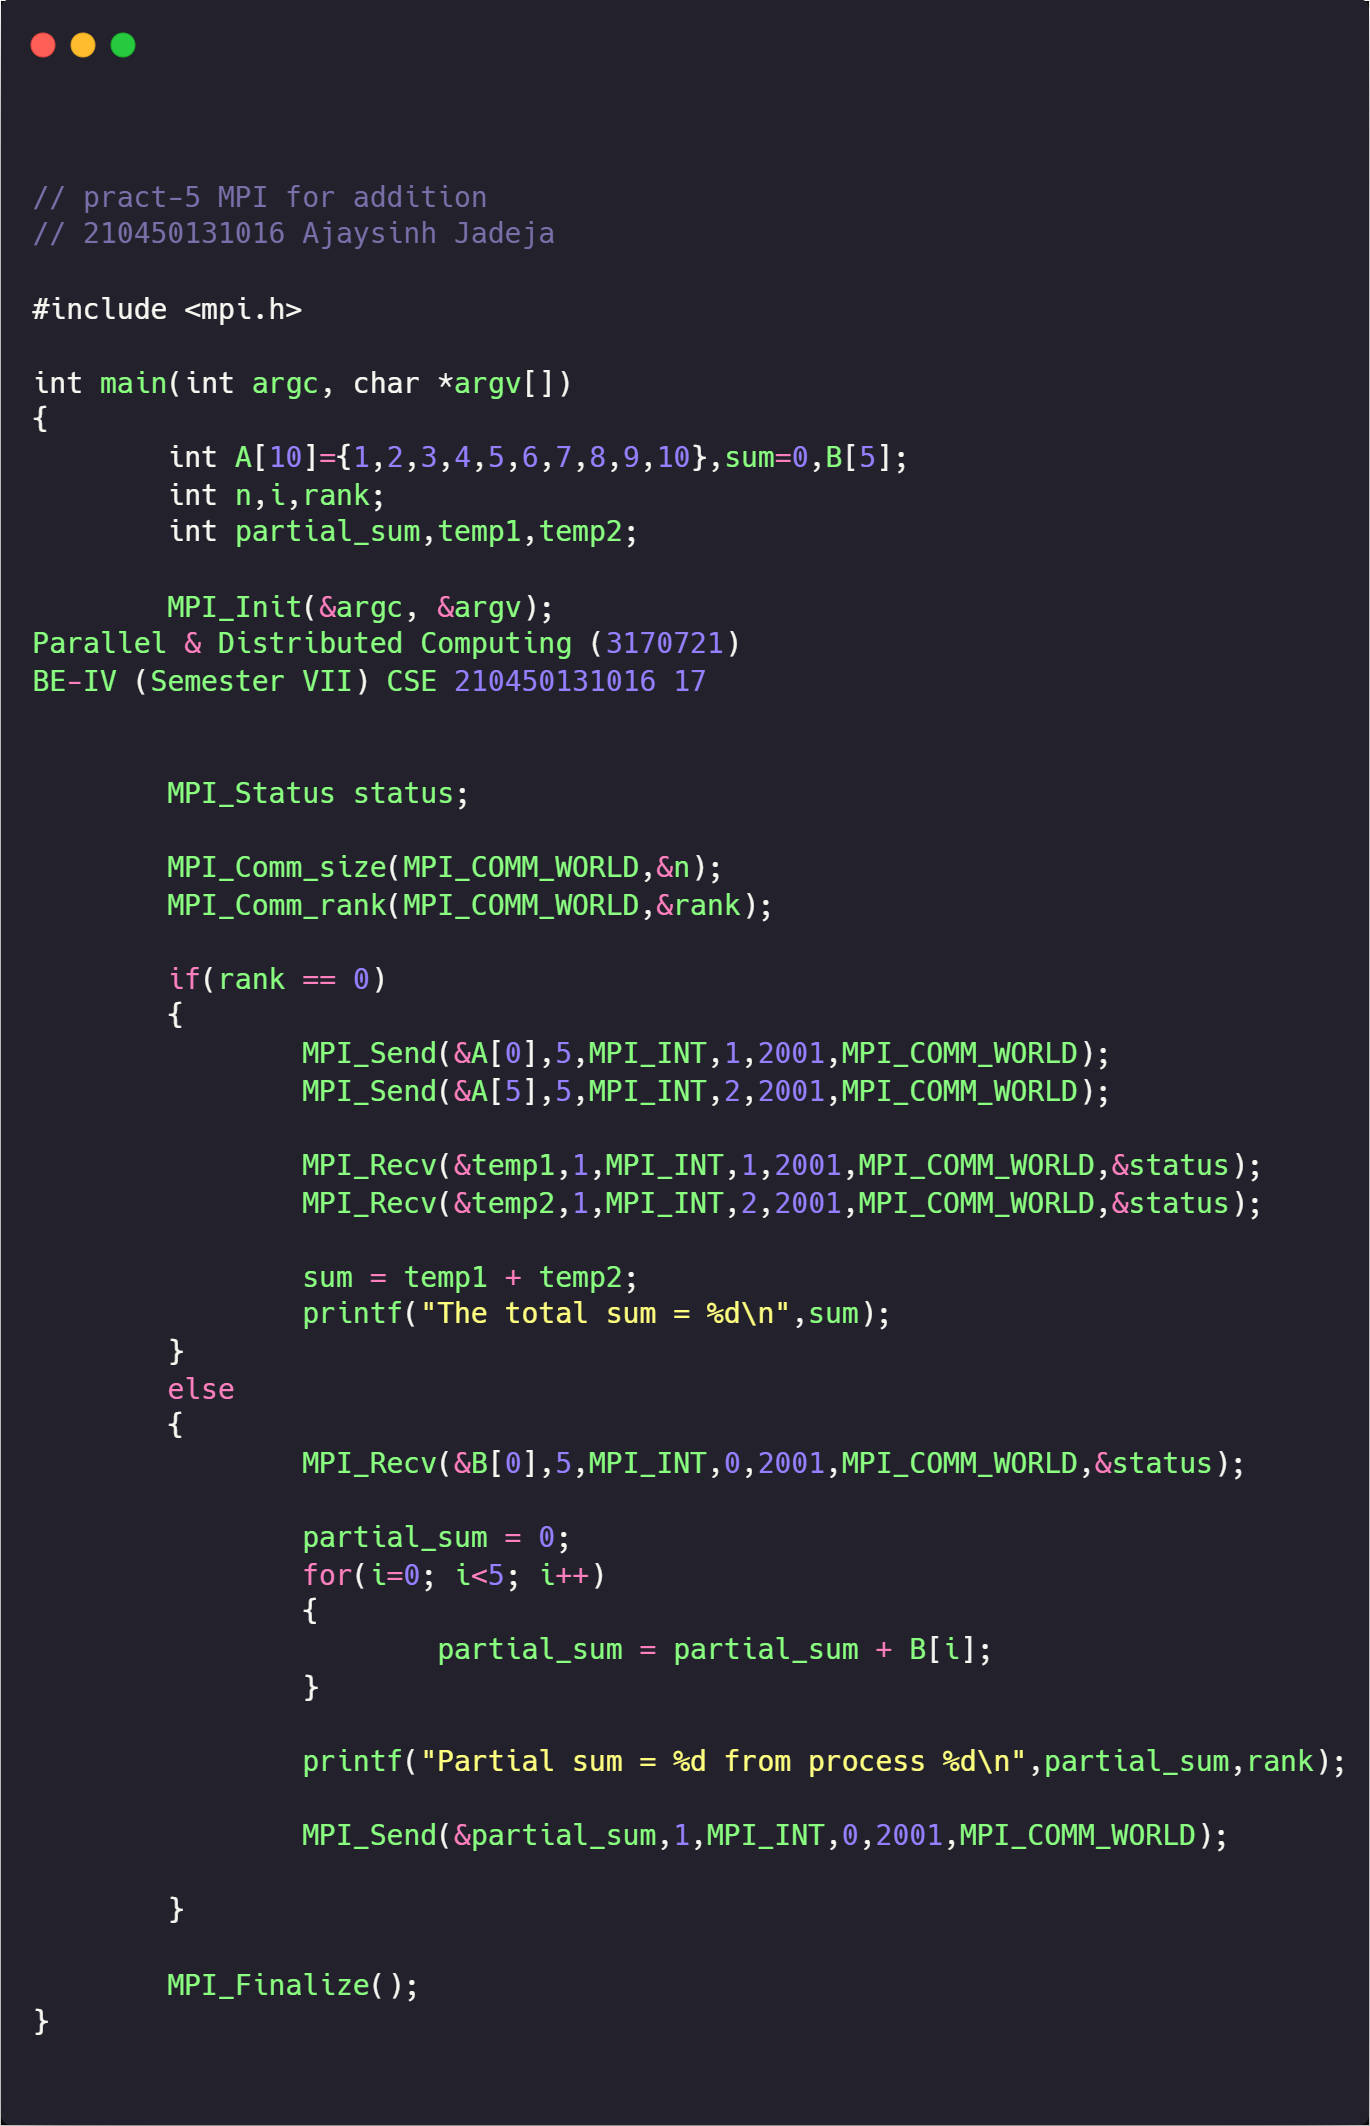 // pract-5 MPI for addition
// 210450131016 Ajaysinh Jadeja
#include <mpi.h>
int main(int argc, char *argv[])
{
        int A[10]={1,2,3,4,5,6,7,8,9,10},sum=0,B[5];
        int n,i,rank;
        int partial_sum,temp1,temp2;
        MPI_Init(&argc, &argv);
Parallel & Distributed Computing (3170721)
BE-IV (Semester VII) CSE 210450131016 17
        MPI_Status status;
        MPI_Comm_size(MPI_COMM_WORLD,&n);
        MPI_Comm_rank(MPI_COMM_WORLD,&rank);
        if(rank == 0)
        {
                MPI_Send(&A[0],5,MPI_INT,1,2001,MPI_COMM_WORLD);
                MPI_Send(&A[5],5,MPI_INT,2,2001,MPI_COMM_WORLD);
                MPI_Recv(&temp1,1,MPI_INT,1,2001,MPI_COMM_WORLD,&status);
                MPI_Recv(&temp2,1,MPI_INT,2,2001,MPI_COMM_WORLD,&status);
                sum = temp1 + temp2;
                printf("The total sum = %d\n",sum);
        }
        else
        {
                MPI_Recv(&B[0],5,MPI_INT,0,2001,MPI_COMM_WORLD,&status);
                partial_sum = 0;
                for(i=0; i<5; i++)
                {
                        partial_sum = partial_sum + B[i];
                }
                printf("Partial sum = %d from process %d\n",partial_sum,rank);
                MPI_Send(&partial_sum,1,MPI_INT,0,2001,MPI_COMM_WORLD);
        }
        MPI_Finalize();
}